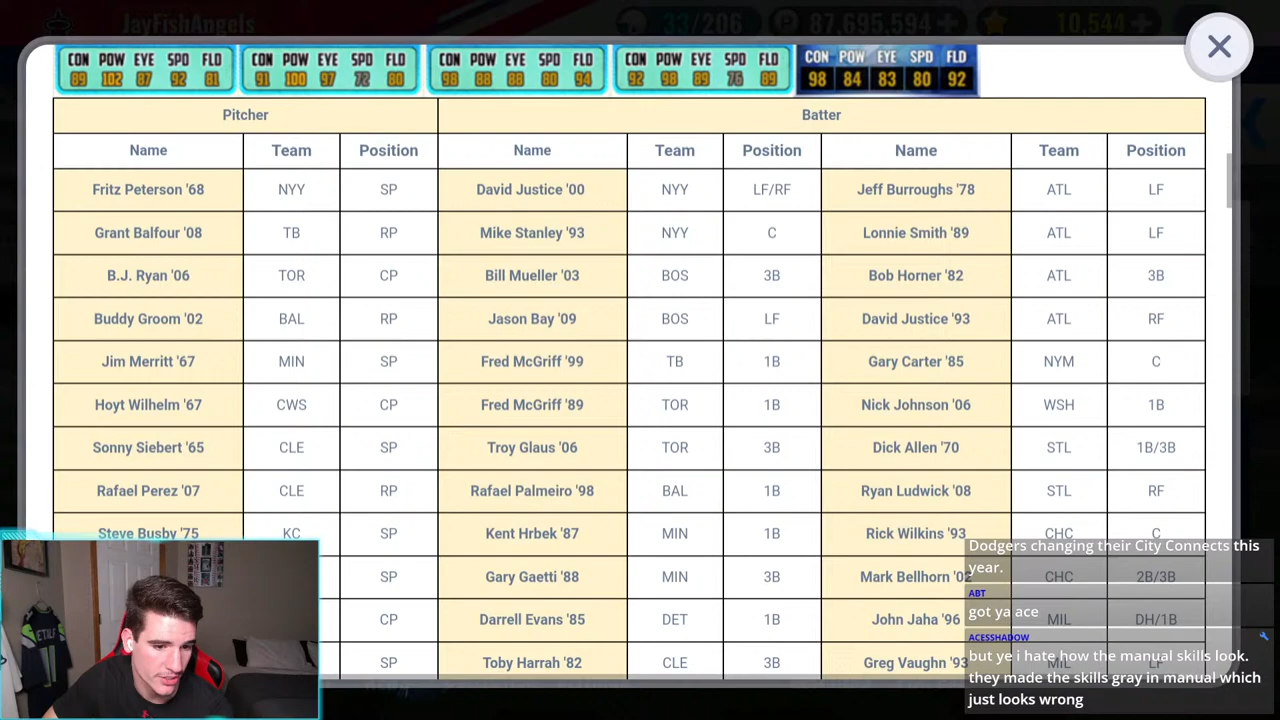 JayFishAngels 33/206 87,695,594 10,544
CON POW EYE SPD FLD CON POW EYE SPD FLD CON POW EYE SPD FLD CON POW EYE SPD FLD CON POW EYE SPD FLD
89 102 87 92 81 91 100 97 72 80 98 88 88 80 94 92 98 89 76 89 98 84 83 80 92
Pitcher Batter
Name Team Position Name Team Position Name Team Position
Fritz Peterson '68 NYY SP David Justice '00 NYY LF/RF Jeff Burroughs '78 ATL LF
Grant Balfour '08 TB RP Mike Stanley '93 NYY C Lonnie Smith '89 ATL LF
B.J. Ryan '06 TOR CP Bill Mueller '03 BOS 3B Bob Horner '82 ATL 3B
Buddy Groom '02 BAL RP Jason Bay '09 BOS LF David Justice '93 ATL RF
Jim Merritt '67 MIN SP Fred McGriff '99 TB 1B Gary Carter '85 NYM C
Hoyt Wilhelm '67 CWS CP Fred McGriff '89 TOR 1B Nick Johnson '06 WSH 1B
Sonny Siebert '65 CLE SP Troy Glaus '06 TOR 3B Dick Allen '70 STL 1B/3B
Rafael Perez '07 CLE RP Rafael Palmeiro '98 BAL 1B Ryan Ludwick '08 STL RF
Steve Busby '75 KC SP Kent Hrbek '87 MIN 1B Rick Wilkins '93 CHC C
SP Gary Gaetti '88 MIN 3B Mark Bellhorn '02 CHC 2B/3B
CP Darrell Evans '85 DET 1B John Jaha '96 MIL DH/1B
SP Toby Harrah '82 CLE 3B Greg Vaughn '93 MIL LF
Dodgers changing their City Connects this
year.
ABT
got ya ace
ACESSHADOW
but ye i hate how the manual skills look.
they made the skills gray in manual which
just looks wrong